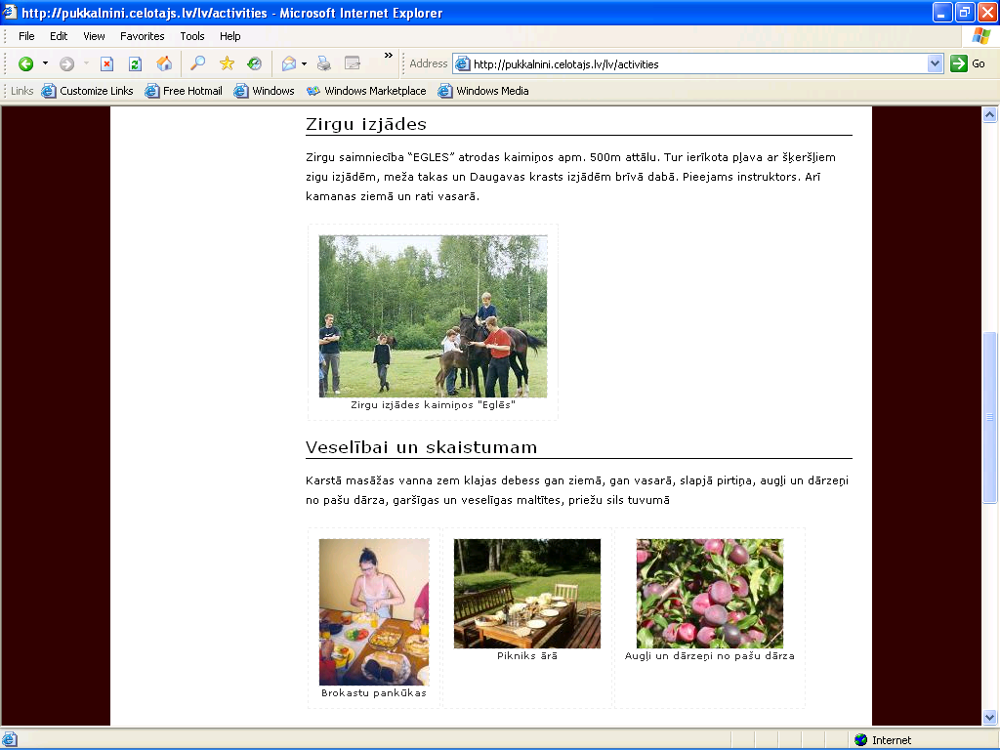 http://pukkalnini.celotajs.lv/lv/activities - Microsoft Internet Explorer
File Edit View Favorites Tools Help
Address http://pukkalnini.celotajs.lv/lv/activities Go
Links Customize Links Free Hotmail Windows Windows Marketplace Windows Media
Zirgu izjādes
Zirgu saimniecība “EGLES” atrodas kaimiņos apm. 500m attālu. Tur ierīkota pļava ar šķeršļiem
zigu izjādēm, meža takas un Daugavas krasts izjādēm brīvā dabā. Pieejams instruktors. Arī
kamanas ziemā un rati vasarā.
Zirgu izjādes kaimiņos "Eglēs"
Veselībai un skaistumam
Karstā masāžas vanna zem klajas debess gan ziemā, gan vasarā, slapjā pirtiņa, augļi un dārzeņi
no pašu dārza, garšīgas un veselīgas maltītes, priežu sils tuvumā
Brokastu pankūkas
Pikniks ārā
Augļi un dārzeņi no pašu dārza
Internet